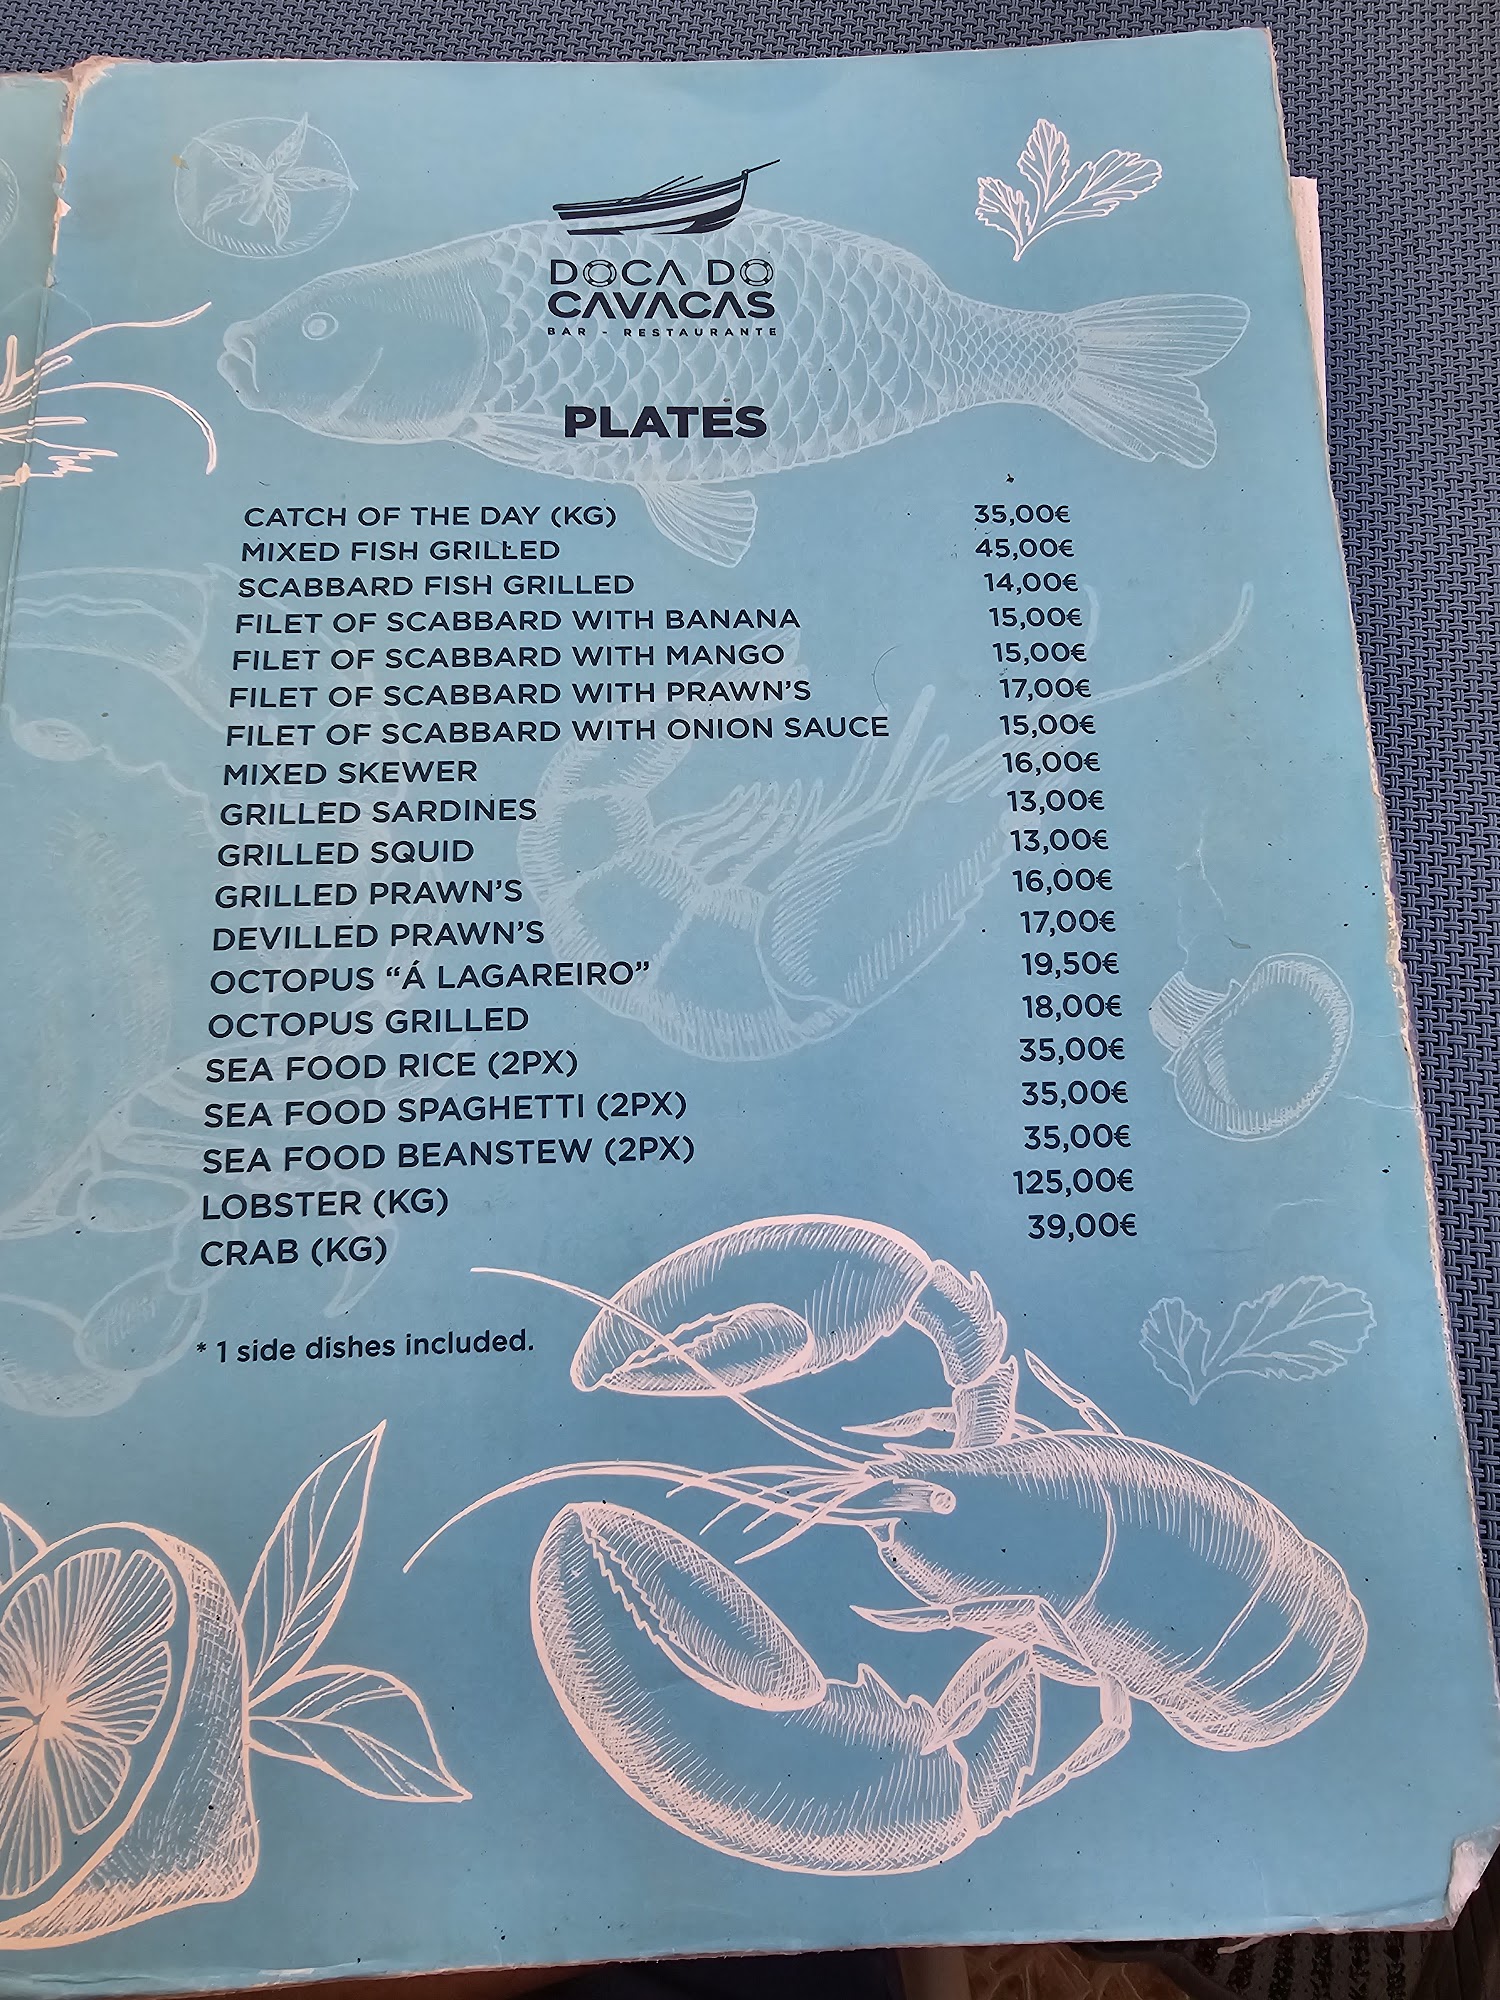 DOCA DO
CAVACAS
BAR - RESTAURANTE
PLATES
CATCH OF THE DAY (KG) 35,00€
MIXED FISH GRILLED 45,00€
SCABBARD FISH GRILLED 14,00€
FILET OF SCABBARD WITH BANANA 15,00€
FILET OF SCABBARD WITH MANGO 15,00€
FILET OF SCABBARD WITH PRAWN'S 17,00€
FILET OF SCABBARD WITH ONION SAUCE 15,00€
MIXED SKEWER 16,00€
GRILLED SARDINES 13,00€
GRILLED SQUID 13,00€
GRILLED PRAWN'S 16,00€
DEVILLED PRAWN'S 17,00€
OCTOPUS “Á LAGAREIRO” 19,50€
OCTOPUS GRILLED 18,00€
SEA FOOD RICE (2PX) 35,00€
SEA FOOD SPAGHETTI (2PX) 35,00€
SEA FOOD BEANSTEW (2PX) 35,00€
LOBSTER (KG) 125,00€
CRAB (KG) 39,00€
* 1 side dishes included.